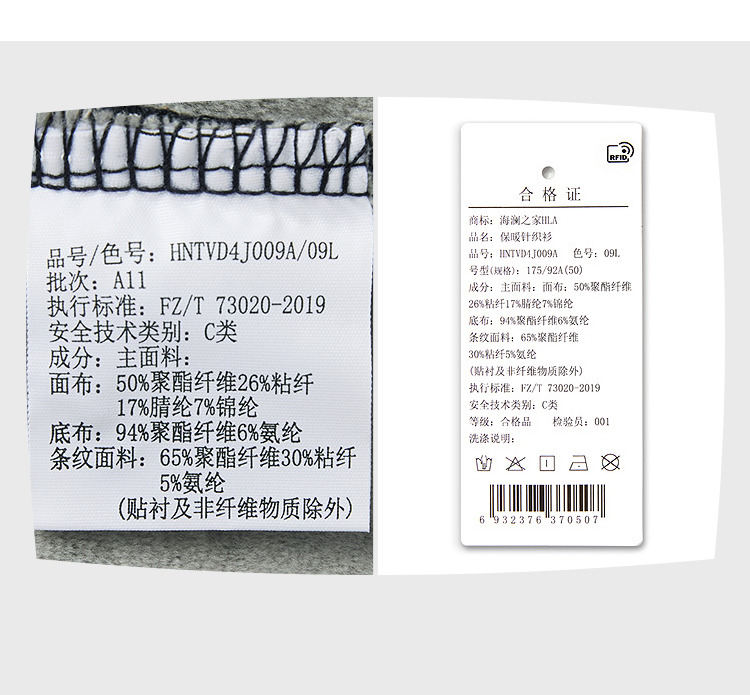 品号/色号：HNTVD4J009A/09L
批次：A11
执行标准：FZ/T 73020-2019
安全技术类别：C类
成分：主面料：
面布：50%聚酯纤维26%粘纤
17%腈纶7%锦纶
底布：94%聚酯纤维6%氨纶
条纹面料：65%聚酯纤维30%粘纤
5%氨纶
(贴衬及非纤维物质除外)
RFID
合格证
商标：海澜之家HLA
品名：保暖针织衫
品号：HNTVD4J009A 色号：09L
号型(规格)：175/92A(50)
成分：主面料：面布：50%聚酯纤维
26%粘纤17%腈纶7%锦纶
底布：94%聚酯纤维6%氨纶
条纹面料：65%聚酯纤维
30%粘纤5%氨纶
(贴衬及非纤维物质除外)
执行标准：FZ/T 73020-2019
安全技术类别：C类
等级：合格品 检验员：001
洗涤说明：
6 932376 370507